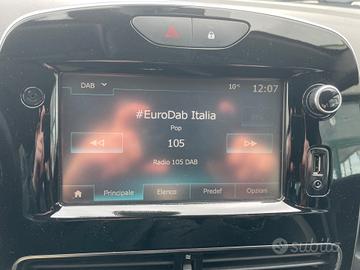 DAB
10°c
12:07
#EuroDab Italia
Pop
105
Radio 105 DAB
Principale
Elenco
Predef
Opzioni
subito